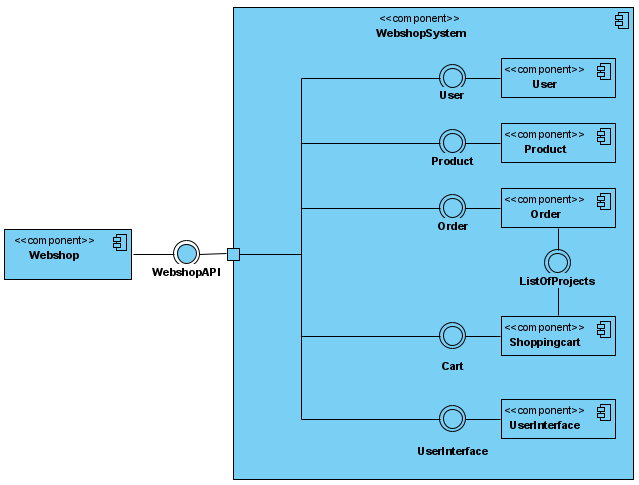 <<component>>
WebshopSystem
<<component>>
User
User
<<component>>
Product
Product
<<component>>
Order
Order
<<component>>
Webshop
WebshopAPI
ListOfProjects
<<component>>
Shoppingcart
Cart
<<component>>
UserInterface
UserInterface